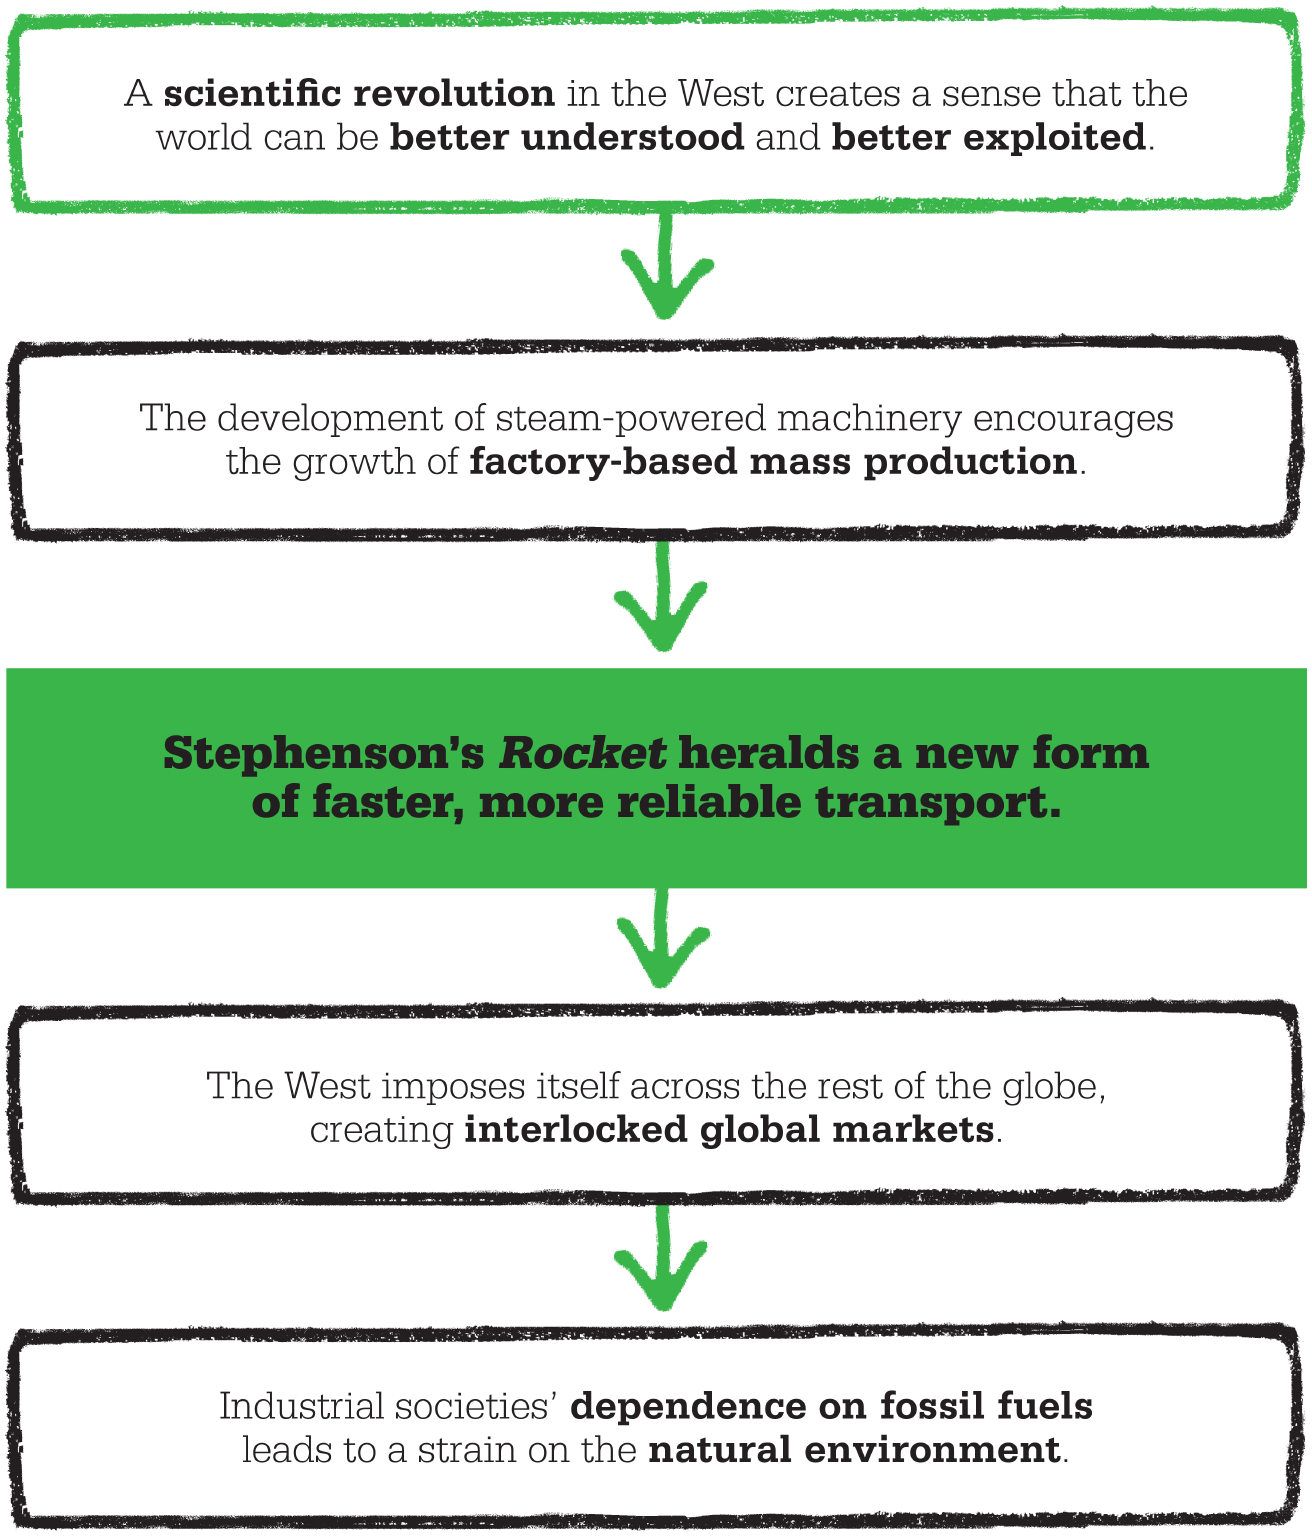 A scientific revolution in the West creates a sense that the
world can be better understood and better exploited.
The development of steam-powered machinery encourages
the growth of factory-based mass production.
Stephenson’s Rocket heralds a new form
of faster, more reliable transport.
The West imposes itself across the rest of the globe,
creating interlocked global markets.
Industrial societies’ dependence on fossil fuels
leads to a strain on the natural environment.